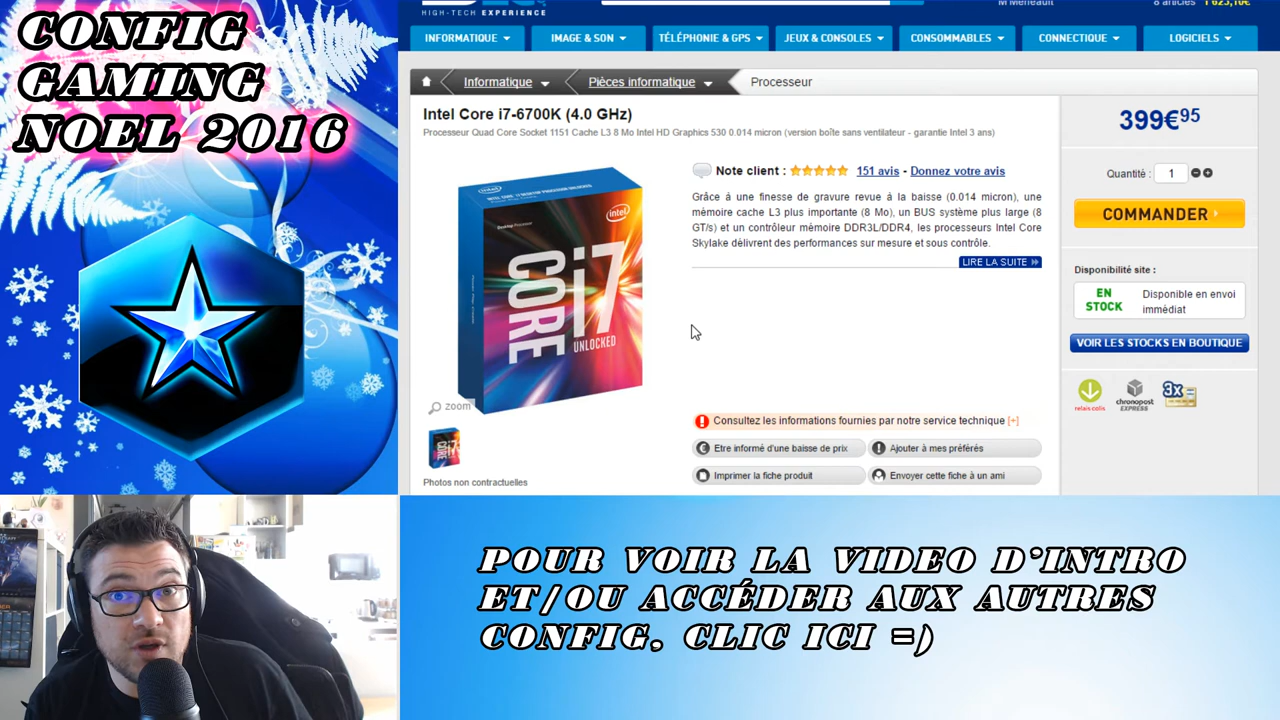 CONFIG
GAMING
NOEL 2016
HIGH-TECH EXPERIENCE
8 articles
INFORMATIQUE
IMAGE & SON
TÉLÉPHONIE & GPS
JEUX & CONSOLES
CONSOMMABLES
CONNECTIQUE
LOGICIELS
Informatique
Pièces informatique
Processeur
Intel Core i7-6700K (4.0 GHz)
Processeur Quad Core Socket 1151 Cache L3 8 Mo Intel HD Graphics 530 0.014 micron (version boîte sans ventilateur - garantie Intel 3 ans)
intel
CORE i7
UNLOCKED
zoom
Photos non contractuelles
Note client :
151 avis - Donnez votre avis
Grâce à une finesse de gravure revue à la baisse (0.014 micron), une
mémoire cache L3 plus importante (8 Mo), un BUS système plus large (8
GT/s) et un contrôleur mémoire DDR3L/DDR4, les processeurs Intel Core
Skylake délivrent des performances sur mesure et sous contrôle.
LIRE LA SUITE
Consultez les informations fournies par notre service technique [+]
Etre informé d'une baisse de prix
Ajouter à mes préférés
Imprimer la fiche produit
Envoyer cette fiche à un ami
399€95
Quantité : 1
COMMANDER
Disponibilité site :
EN STOCK
Disponible en envoi
immédiat
VOIR LES STOCKS EN BOUTIQUE
relais colis
chronopost
EXPRESS
3x
POUR VOIR LA VIDEO D'INTRO
ET/OU ACCÉDER AUX AUTRES
CONFIG, CLIC ICI =)